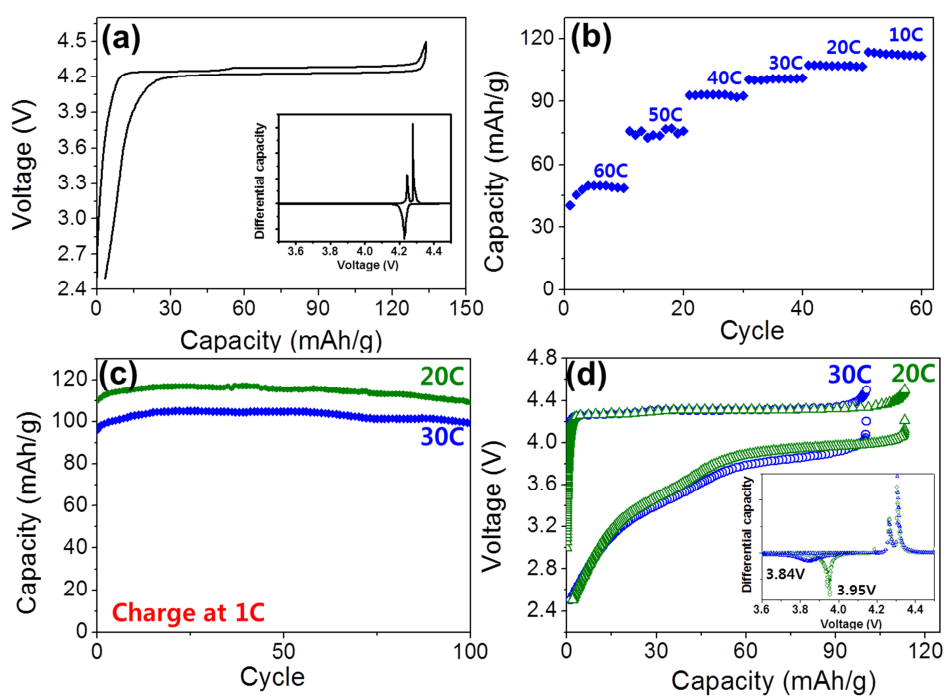 (a)
4.5
4.2
3.9
3.6
3.3
3.0
2.7
2.4
Voltage (V)
0 30 60 90 120 150
Capacity (mAh/g)
Differential capacity
3.6 3.8 4.0 4.2 4.4
Voltage (V)
(b)
120
90
60
30
0
Capacity (mAh/g)
60C
50C
40C
30C
20C
10C
0 20 40 60
Cycle
(c)
120
100
80
60
40
20
0
Capacity (mAh/g)
20C
30C
Charge at 1C
0 50 100
Cycle
(d)
4.8
4.2
3.6
3.2
2.8
2.4
Voltage (V)
30C 20C
Differential capacity
3.84V
3.95V
3.6 3.8 4.0 4.2 4.4
Voltage (V)
0 30 60 90 120
Capacity (mAh/g)